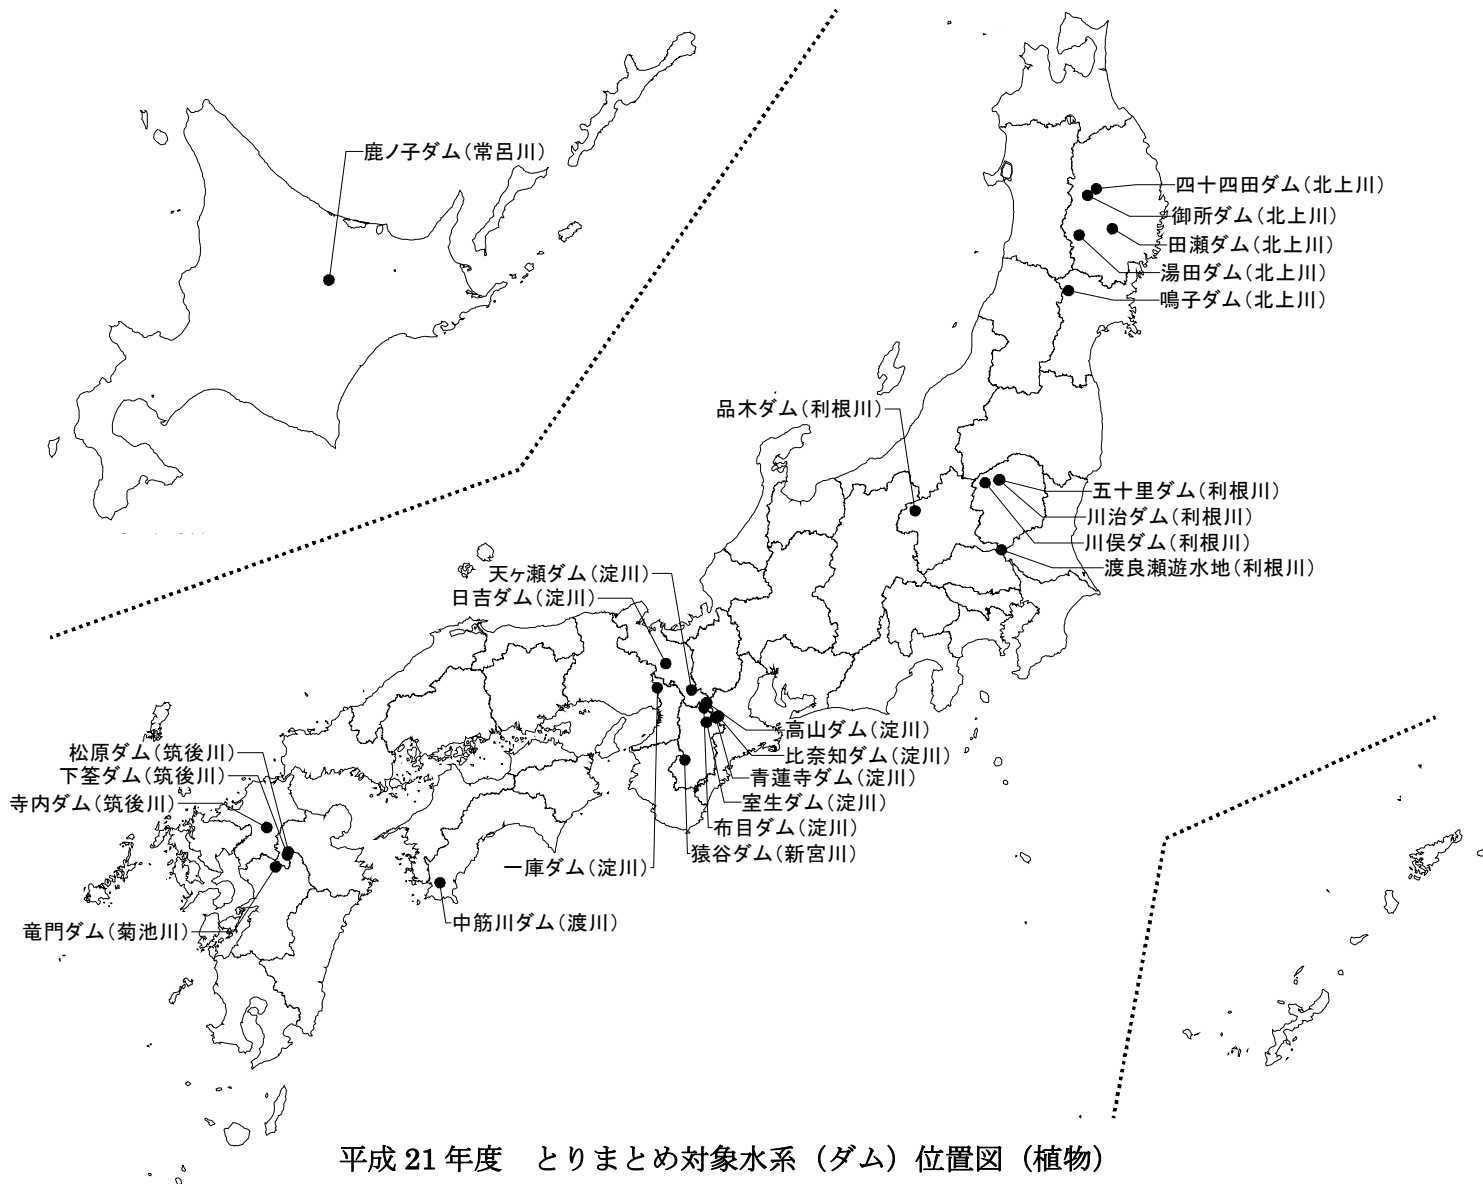 鹿ノ子ダム（常呂川）
四十四田ダム（北上川）
御所ダム（北上川）
田瀬ダム（北上川）
湯田ダム（北上川）
鳴子ダム（北上川）
品木ダム（利根川）
五十里ダム（利根川）
川治ダム（利根川）
川俣ダム（利根川）
渡良瀬遊水地（利根川）
天ヶ瀬ダム（淀川）
日吉ダム（淀川）
高山ダム（淀川）
比奈知ダム（淀川）
青蓮寺ダム（淀川）
室生ダム（淀川）
布目ダム（淀川）
猿谷ダム（新宮川）
一庫ダム（淀川）
松原ダム（筑後川）
下筌ダム（筑後川）
寺内ダム（筑後川）
竜門ダム（菊池川）
中筋川ダム（渡川）
平成 21 年度　とりまとめ対象水系（ダム）位置図（植物）